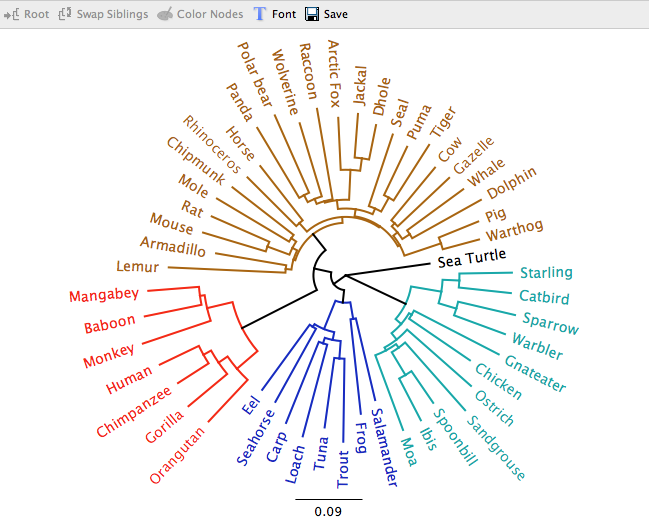 Root Swap Siblings Color Nodes Font Save
Lemur
Armadillo
Mouse
Rat
Mole
Chipmunk
Rhinoceros
Horse
Panda
Polar bear
Wolverine
Raccoon
Arctic Fox
Jackal
Dhole
Seal
Puma
Tiger
Cow
Gazelle
Whale
Dolphin
Pig
Warthog
Sea Turtle
Starling
Catbird
Sparrow
Warbler
Gnateater
Chicken
Ostrich
Sandgrouse
Spoonbill
Ibis
Moa
Salamander
Frog
Trout
Tuna
Loach
Carp
Seahorse
Eel
Orangutan
Gorilla
Chimpanzee
Human
Monkey
Baboon
Mangabey
0.09